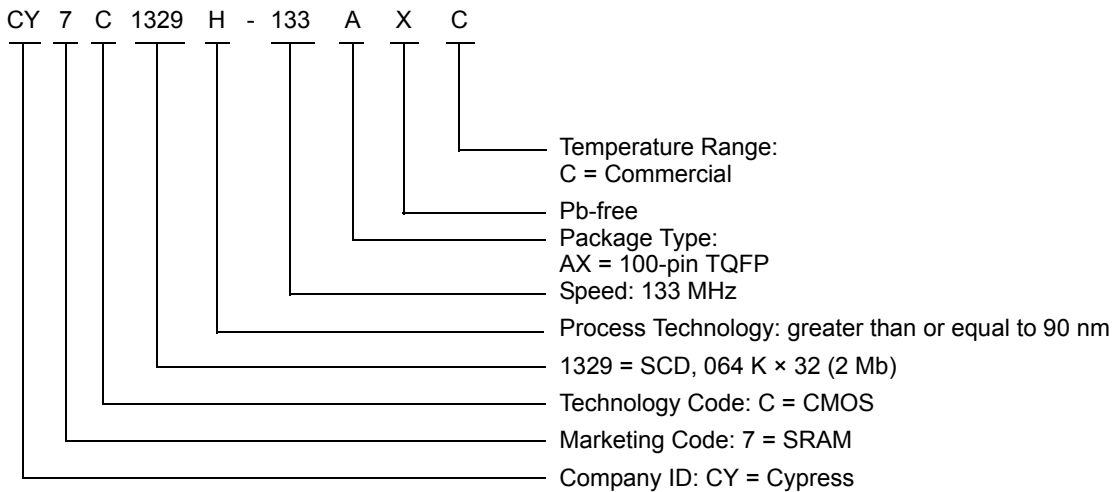 CY 7 C 1329 H - 133 A X C
Temperature Range:
C = Commercial
Pb-free
Package Type:
AX = 100-pin TQFP
Speed: 133 MHz
Process Technology: greater than or equal to 90 nm
1329 = SCD, 064 K × 32 (2 Mb)
Technology Code: C = CMOS
Marketing Code: 7 = SRAM
Company ID: CY = Cypress